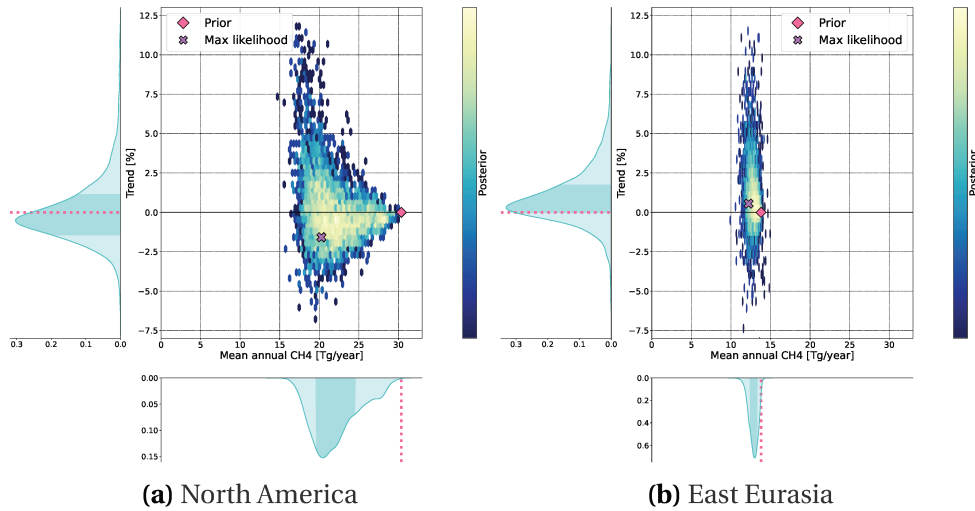 12.5
10.0
7.5
5.0
2.5
0.0
−2.5
−5.0
−7.5
Trend [%]
Prior
Max likelihood
0 5 10 15 20 25 30
Mean annual CH4 [Tg/year]
0.3 0.2 0.1 0.0
Posterior
0.00
0.05
0.10
0.15
(a) North America
12.5
10.0
7.5
5.0
2.5
0.0
−2.5
−5.0
−7.5
Trend [%]
Prior
Max likelihood
0 5 10 15 20 25 30
Mean annual CH4 [Tg/year]
0.3 0.2 0.1 0.0
Posterior
0.0
0.2
0.4
0.6
(b) East Eurasia